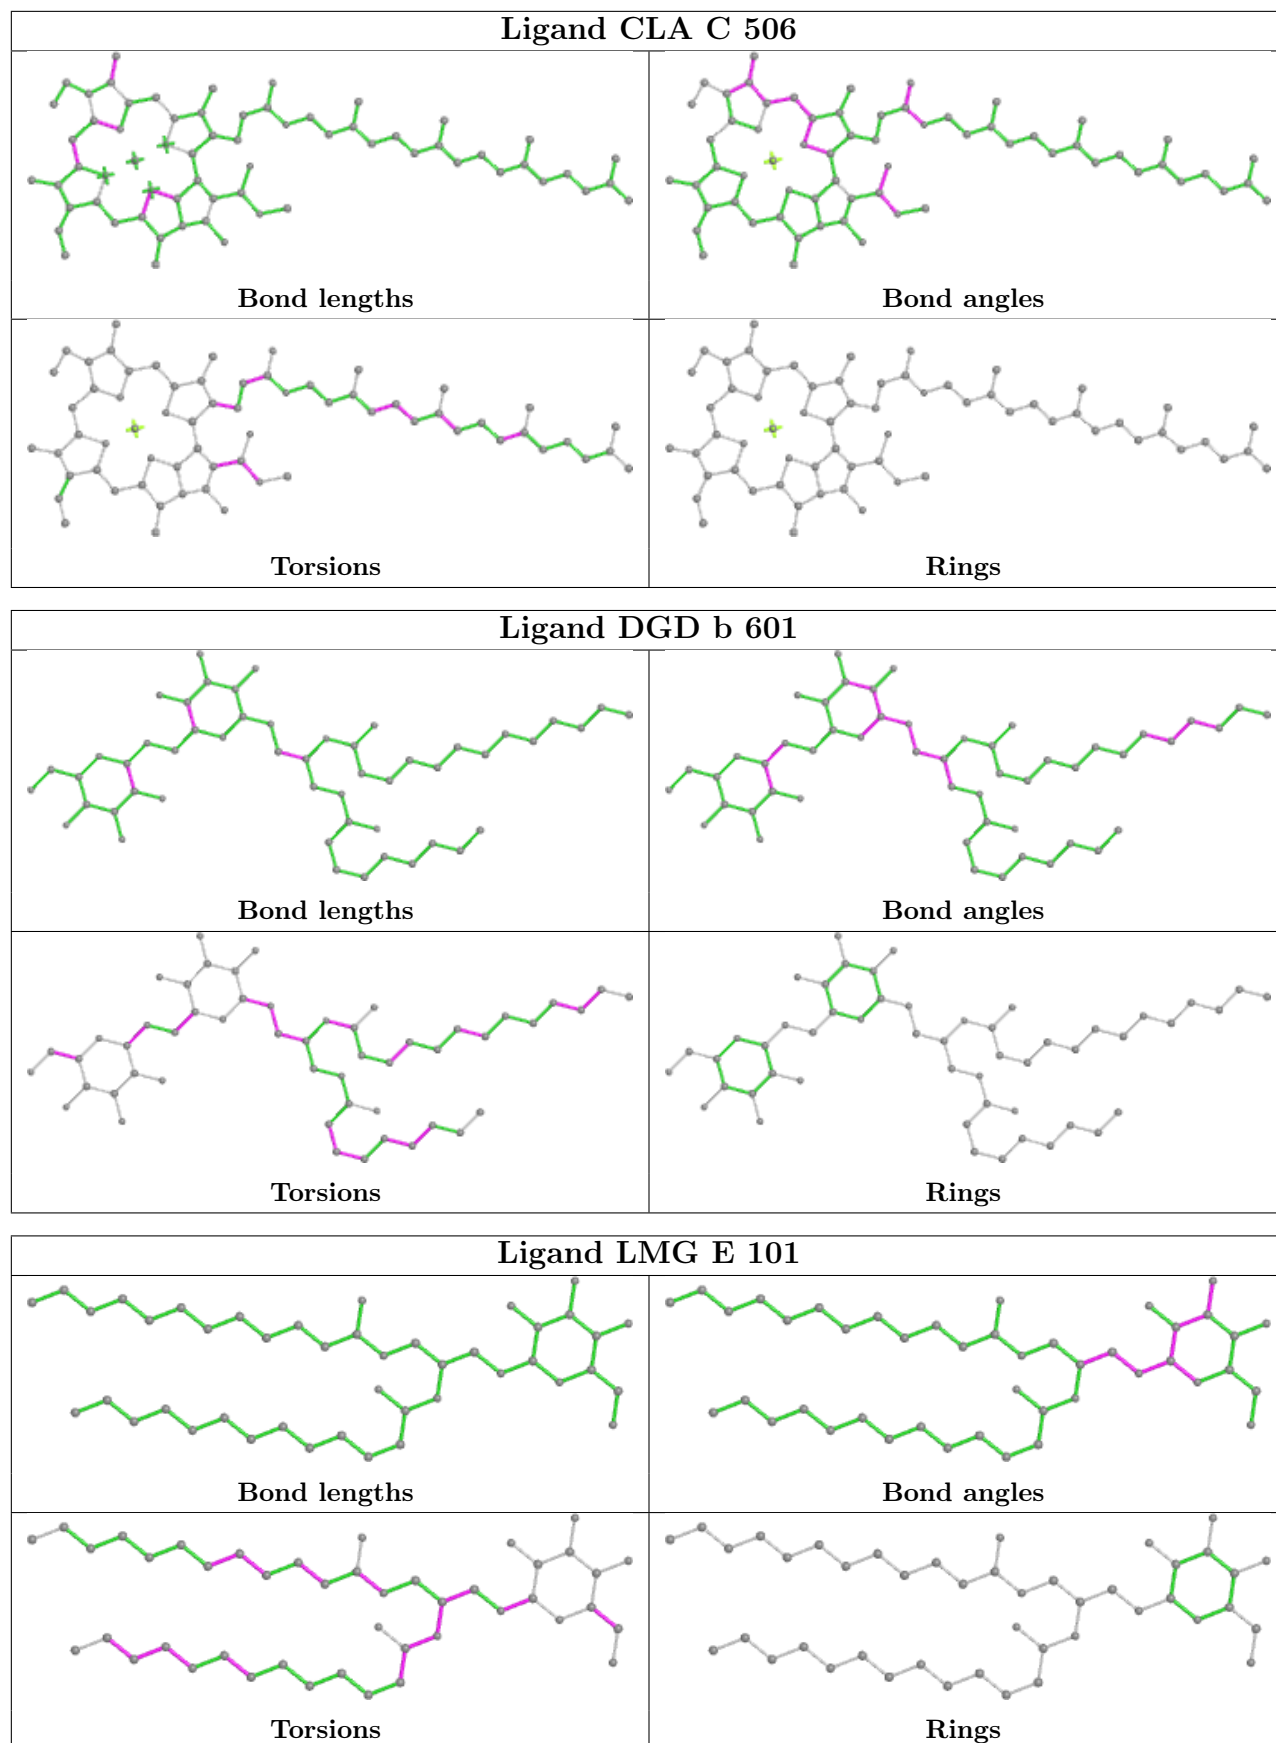 Ligand CLA C 506
Bond lengths
Bond angles
Torsions
Rings
Ligand DGD b 601
Bond lengths
Bond angles
Torsions
Rings
Ligand LMG E 101
Bond lengths
Bond angles
Torsions
Rings